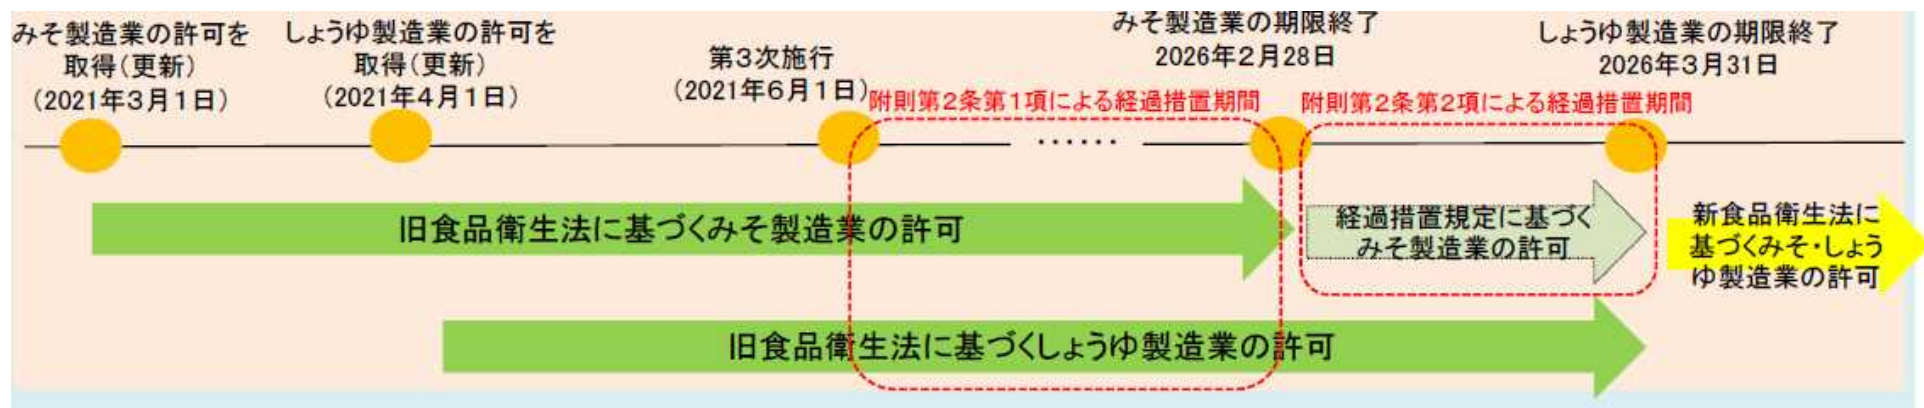 みそ製造業の許可を
取得(更新)
(2021年3月1日)
しょうゆ製造業の許可を
取得(更新)
(2021年4月1日)
第3次施行
(2021年6月1日)
みそ製造業の期限終了
2026年2月28日
しょうゆ製造業の期限終了
2026年3月31日
附則第2条第1項による経過措置期間
附則第2条第2項による経過措置期間
……
旧食品衛生法に基づくみそ製造業の許可
経過措置規定に基づく
みそ製造業の許可
新食品衛生法に
基づくみそ・しょう
ゆ製造業の許可
旧食品衛生法に基づくしょうゆ製造業の許可